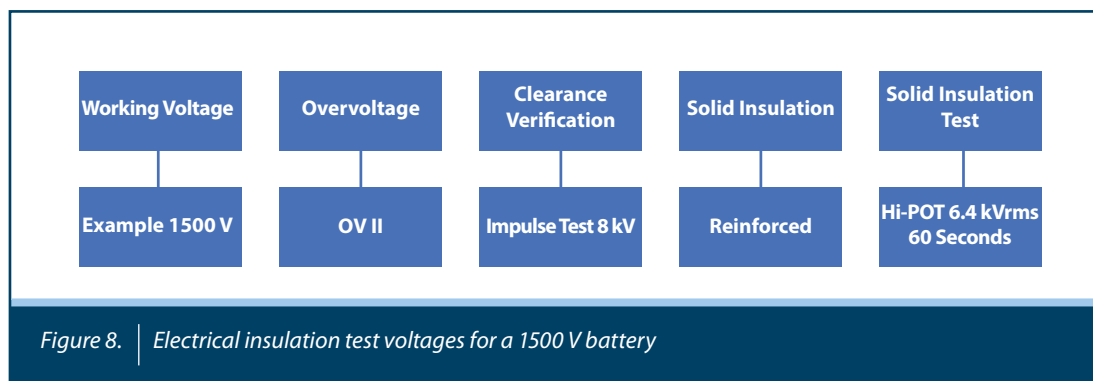 Working Voltage
Overvoltage
Clearance
Verification
Solid Insulation
Solid Insulation
Test
Example 1500 V
OV II
Impulse Test 8 kV
Reinforced
Hi-POT 6.4 kVrms
60 Seconds
Figure 8. Electrical insulation test voltages for a 1500 V battery